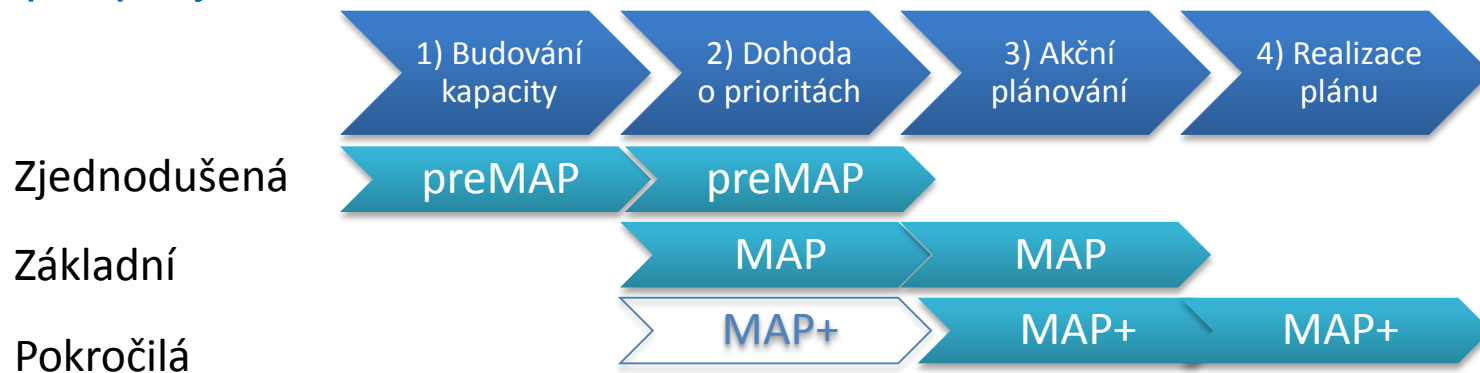 1) Budování
kapacity
2) Dohoda
o prioritách
3) Akční
plánování
4) Realizace
plánu
Zjednodušená
preMAP
preMAP
Základní
MAP
MAP
Pokročilá
MAP+
MAP+
MAP+